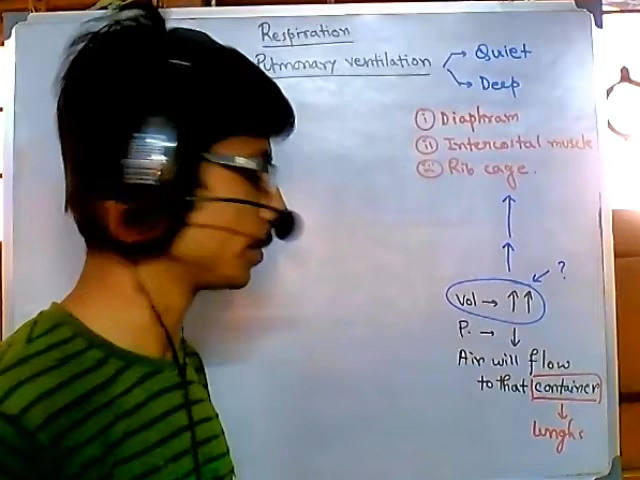 Respiration
Pulmonary ventilation → Quiet
→ Deep
i Diaphram
ii Intercostal muscle
iii Rib cage.
↑
↑
?
Vol → ↑↑
P. → ↓
Air will flow
to that container
↓
lunghs